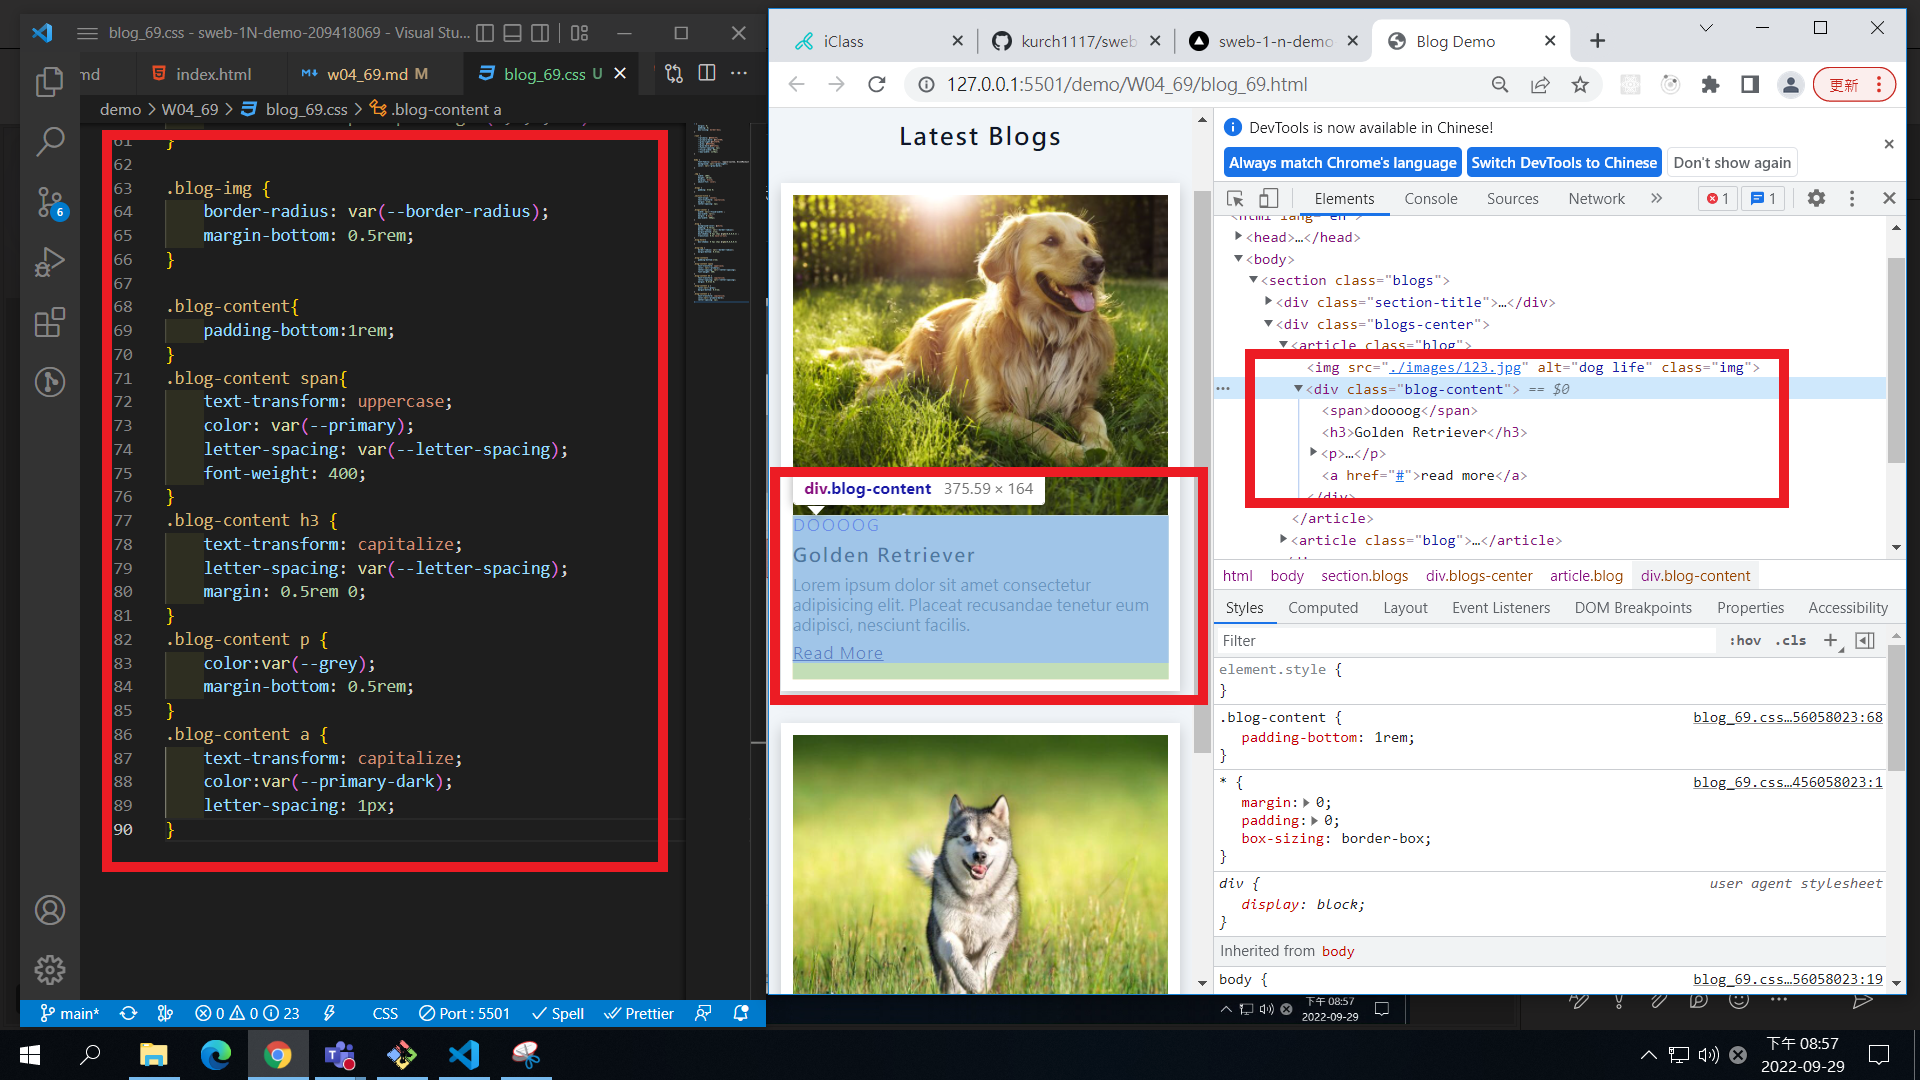 blog_69.css - sweb-1N-demo-209418069 - Visual Stu...
md
index.html
w04_69.md M
blog_69.css U
demo > W04_69 > blog_69.css > .blog-content a
61 }
62
63 .blog-img {
64 border-radius: var(--border-radius);
65 margin-bottom: 0.5rem;
66 }
67
68 .blog-content{
69 padding-bottom:1rem;
70 }
71 .blog-content span{
72 text-transform: uppercase;
73 color: var(--primary);
74 letter-spacing: var(--letter-spacing);
75 font-weight: 400;
76 }
77 .blog-content h3 {
78 text-transform: capitalize;
79 letter-spacing: var(--letter-spacing);
80 margin: 0.5rem 0;
81 }
82 .blog-content p {
83 color:var(--grey);
84 margin-bottom: 0.5rem;
85 }
86 .blog-content a {
87 text-transform: capitalize;
88 color:var(--primary-dark);
89 letter-spacing: 1px;
90 }
6
main*
0 0 23
CSS
Port : 5501
Spell
Prettier
iClass
kurch1117/sweb
sweb-1-n-demo
Blog Demo
127.0.0.1:5501/demo/W04_69/blog_69.html
更新
Latest Blogs
div.blog-content 375.59 × 164
DOOOOG
Golden Retriever
Lorem ipsum dolor sit amet consectetur
adipisicing elit. Placeat recusandae tenetur eum
adipisci, nesciunt facilis.
Read More
DevTools is now available in Chinese!
Always match Chrome's language
Switch DevTools to Chinese
Don't show again
Elements
Console
Sources
Network
1
1
<html lang="en">
<head>…</head>
<body>
<section class="blogs">
<div class="section-title">…</div>
<div class="blogs-center">
<article class="blog">
<img src="./images/123.jpg" alt="dog life" class="img">
<div class="blog-content"> == $0
<span>doooog</span>
<h3>Golden Retriever</h3>
<p>…</p>
<a href="#">read more</a>
</div>
</article>
<article class="blog">…</article>
html body section.blogs div.blogs-center article.blog div.blog-content
Styles
Computed
Layout
Event Listeners
DOM Breakpoints
Properties
Accessibility
Filter
:hov .cls
element.style {
}
.blog-content { blog_69.css…56058023:68
padding-bottom: 1rem;
}
* { blog_69.css…456058023:1
margin: 0;
padding: 0;
box-sizing: border-box;
}
div { user agent stylesheet
display: block;
}
Inherited from body
body { blog_69.css…56058023:19
下午 08:57
2022-09-29
下午 08:57
2022-09-29